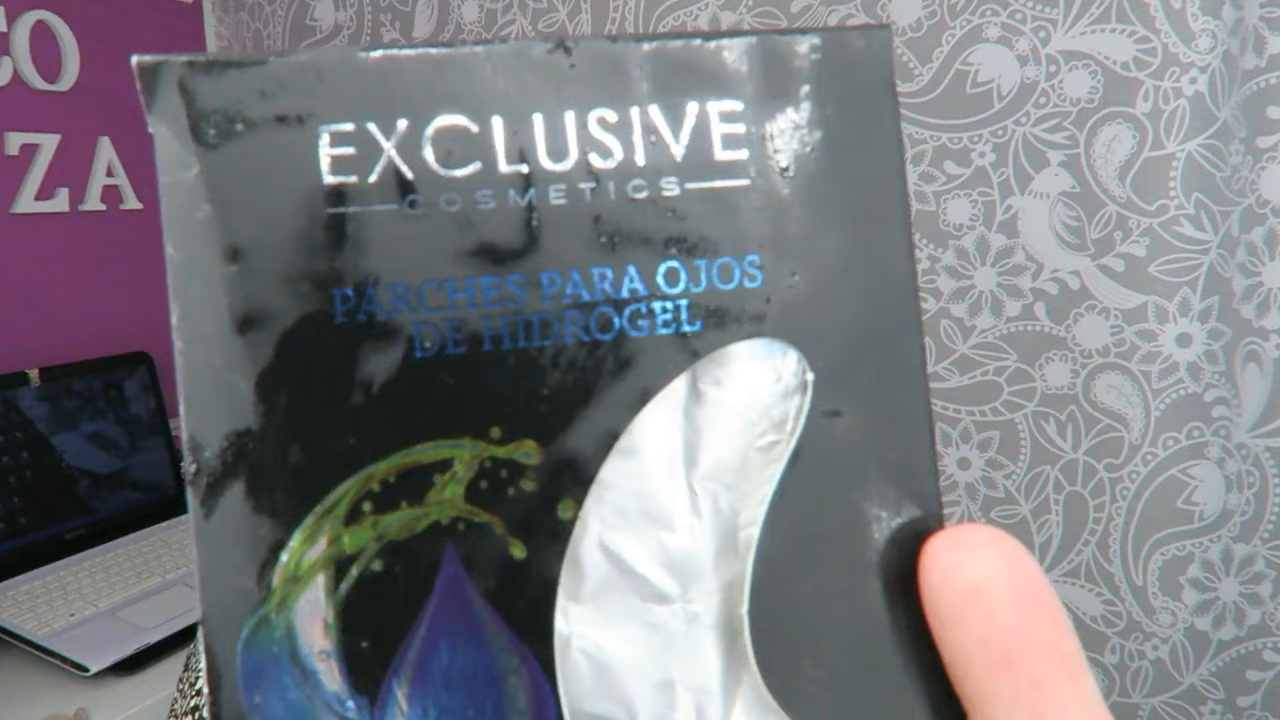 CO
ZA
EXCLUSIVE
COSMETICS
PARCHES PARA OJOS
DE HIDROGEL